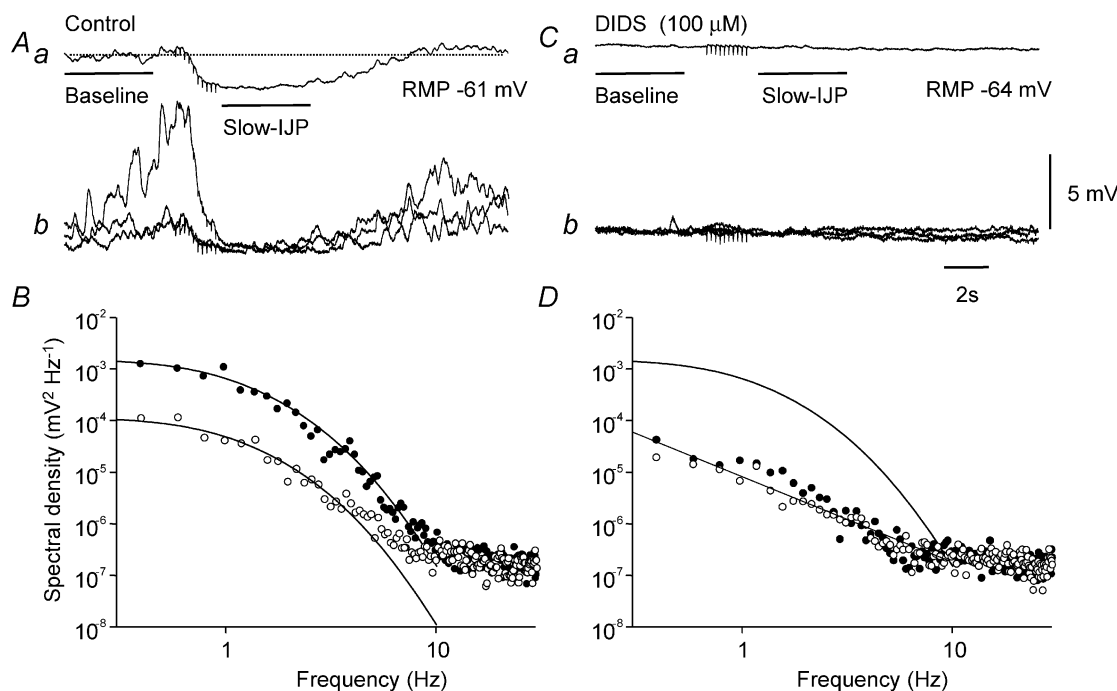 Control
A
a
Baseline
RMP -61 mV
Slow-IJP
b
DIDS (100 µM)
C
a
Baseline
Slow-IJP
RMP -64 mV
5 mV
b
2s
B
10⁻²
10⁻³
10⁻⁴
10⁻⁵
10⁻⁶
10⁻⁷
10⁻⁸
Spectral density (mV² Hz⁻¹)
1
10
Frequency (Hz)
D
10⁻²
10⁻³
10⁻⁴
10⁻⁵
10⁻⁶
10⁻⁷
10⁻⁸
1
10
Frequency (Hz)